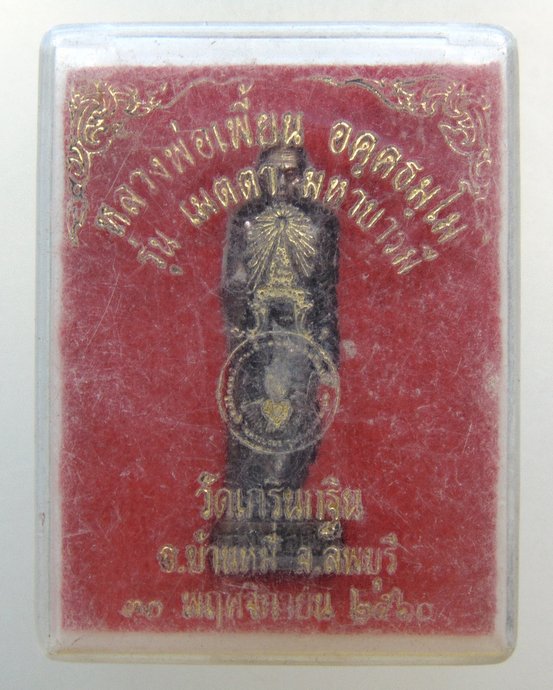 หลวงพ่อเพี้ยน อคฺคธมฺโม
รุ่น เมตตา มหาบารมี
วัดเกริ่นกฐิน
อ.บ้านหมี่ จ.ลพบุรี
๓๐ พฤศจิกายน ๒๕๖๐